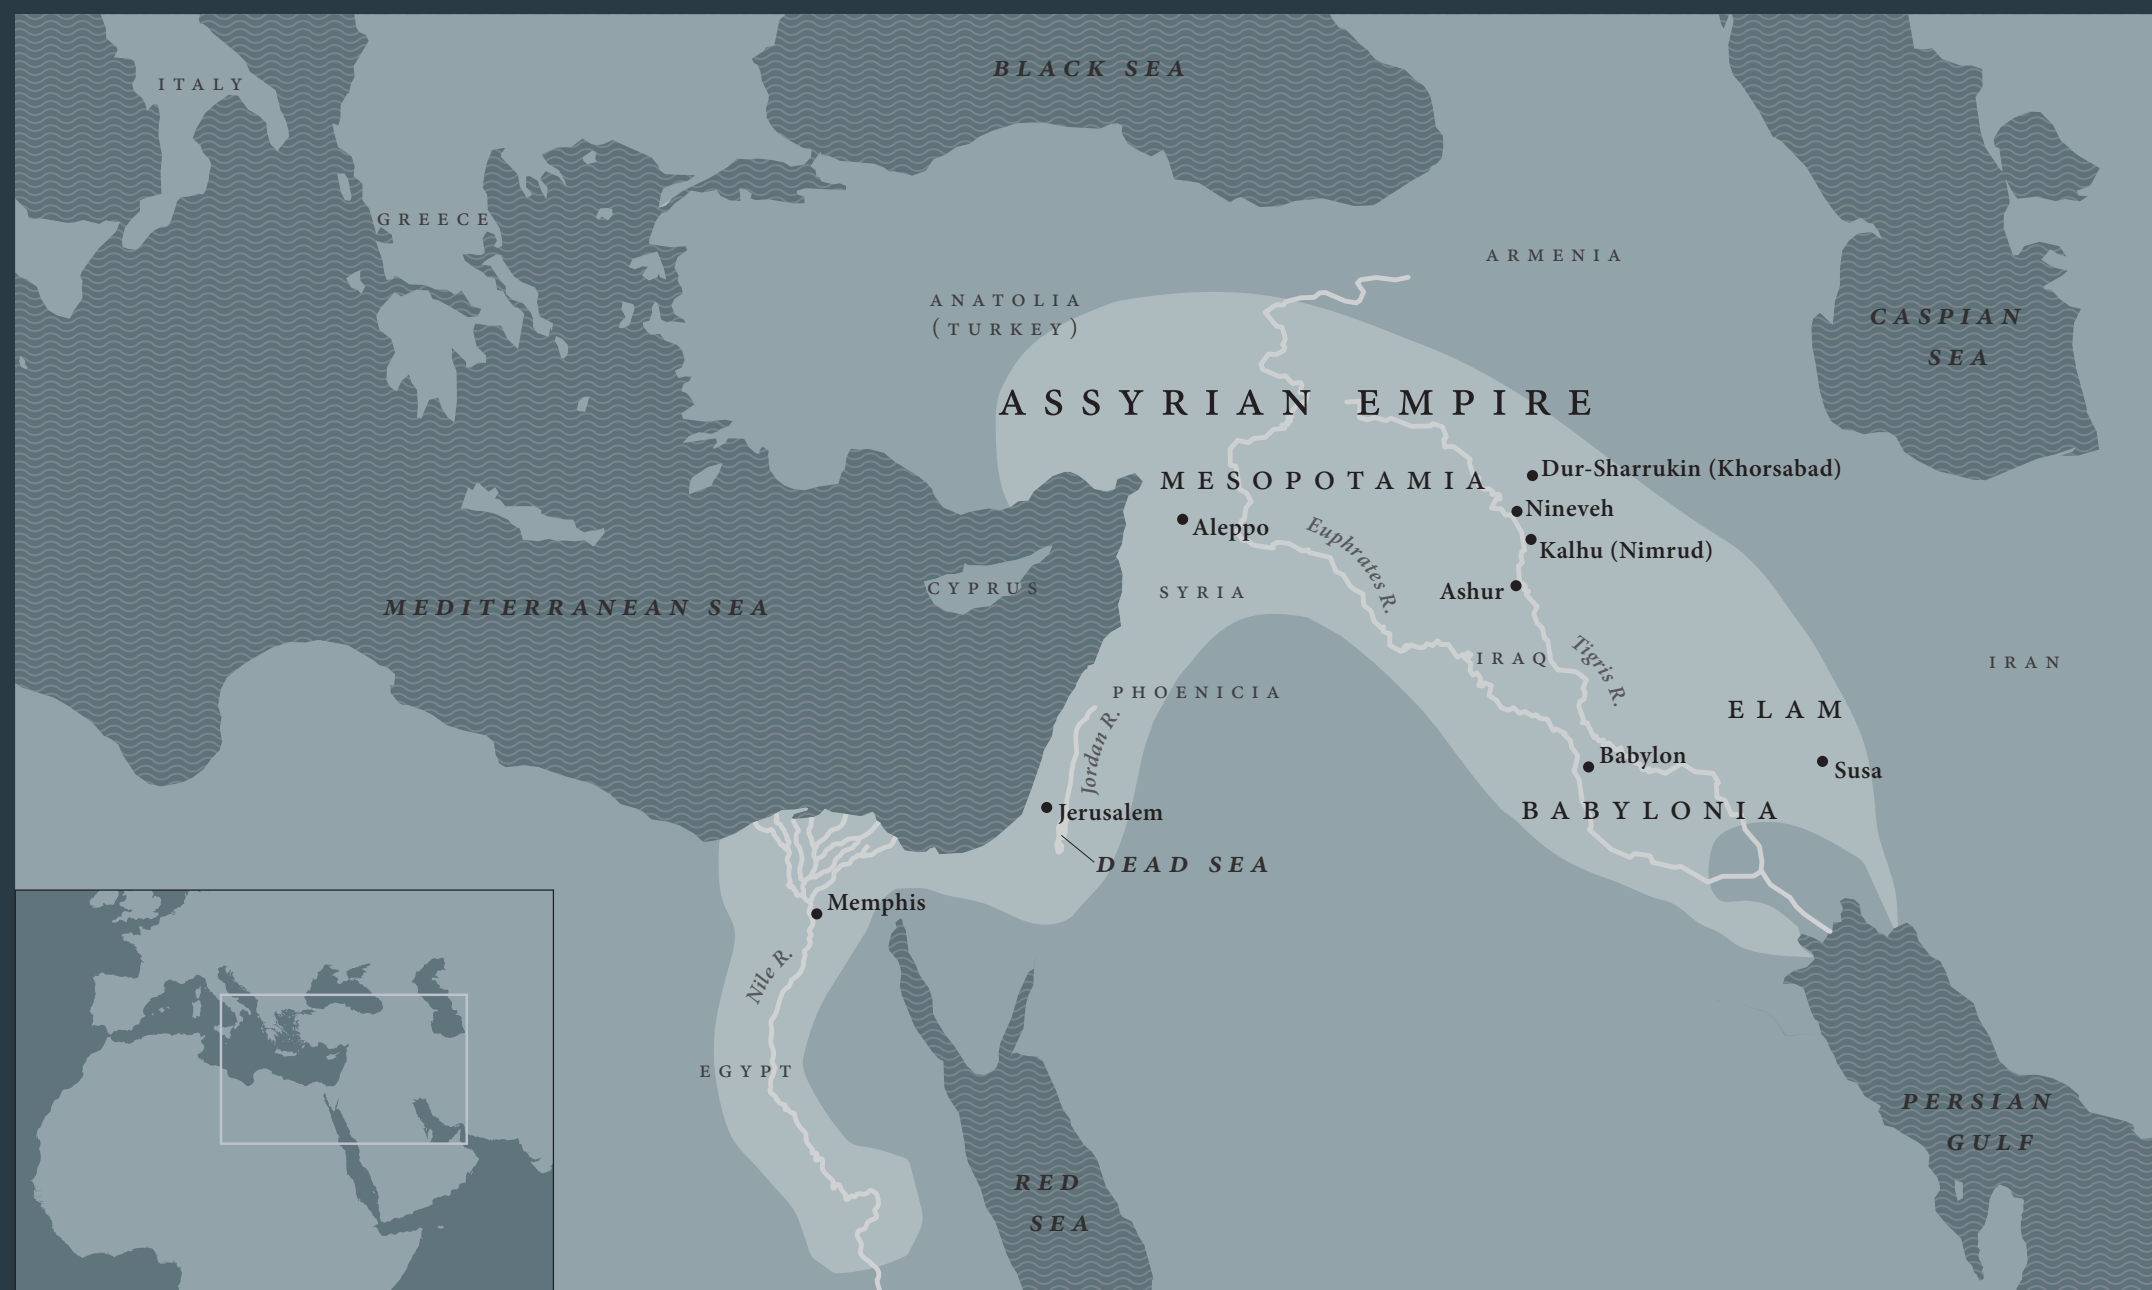 BLACK SEA
ITALY
GREECE
ARMENIA
ANATOLIA
(TURKEY)
CASPIAN
SEA
ASSYRIAN EMPIRE
MESOPOTAMIA
Dur-Sharrukin (Khorsabad)
Nineveh
Aleppo
Euphrates R.
Kalhu (Nimrud)
CYPRUS
SYRIA
Ashur
MEDITERRANEAN SEA
IRAQ
Tigris R.
IRAN
PHOENICIA
Jordan R.
ELAM
Babylon
Susa
Jerusalem
BABYLONIA
DEAD SEA
Memphis
Nile R.
EGYPT
PERSIAN
GULF
RED
SEA